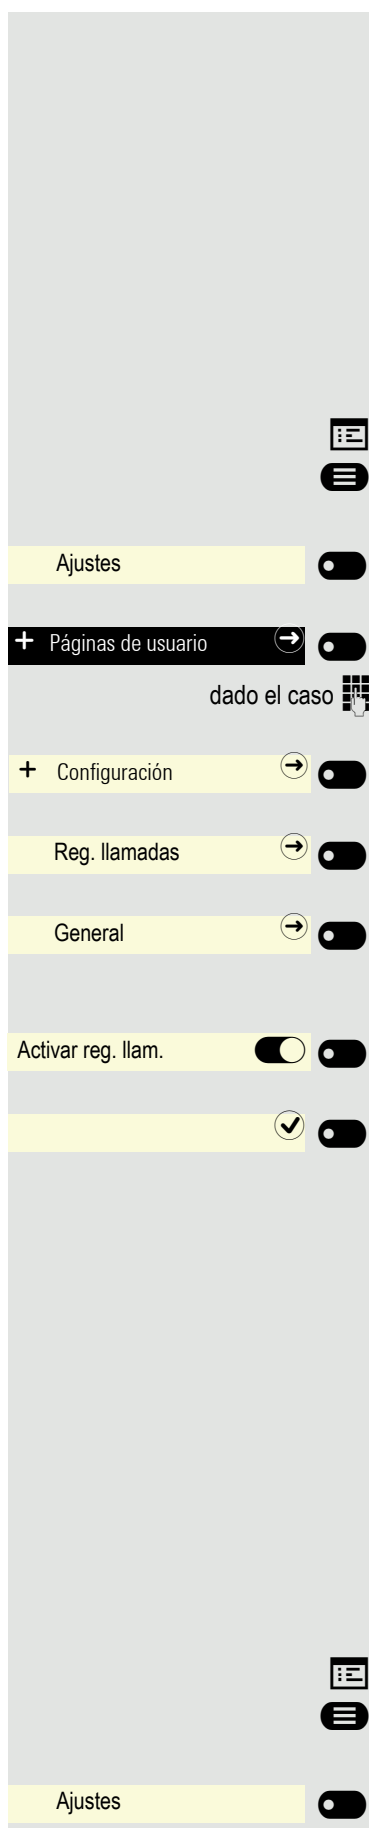 Ajustes
+ Páginas de usuario
dado el caso
+ Configuración
Reg. llamadas
General
Activar reg. llam.
Ajustes